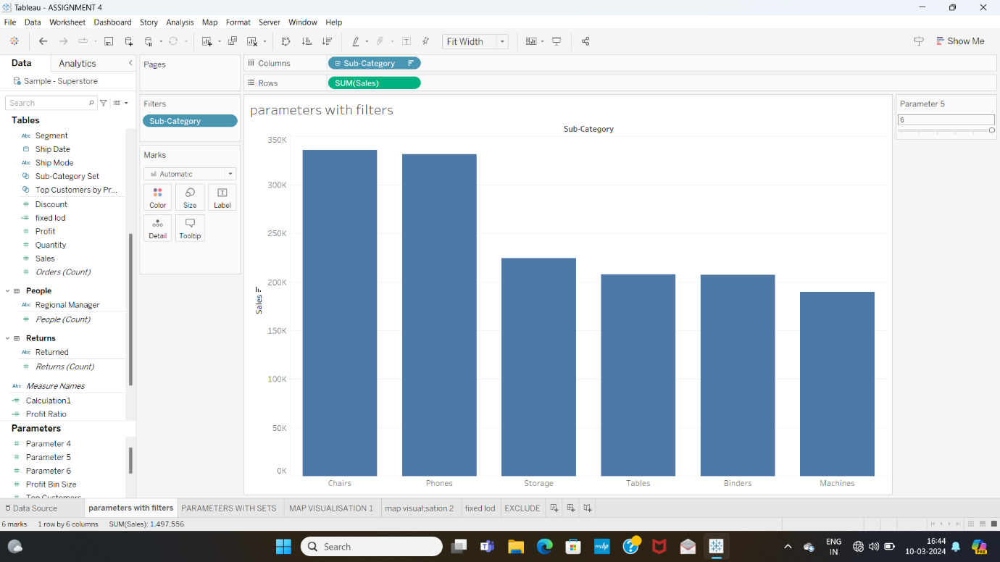 Tableau - ASSIGNMENT 4
File Data Worksheet Dashboard Story Analysis Map Format Server Window Help
Fit Width
Show Me
Data Analytics
Sample - Superstore
Search
Tables
Abc Segment
Ship Date
Abc Ship Mode
Sub-Category Set
Top Customers by Pr...
# Discount
=# fixed lod
# Profit
# Quantity
# Sales
# Orders (Count)
People
Abc Regional Manager
# People (Count)
Returns
Abc Returned
# Returns (Count)
Abc Measure Names
=# Calculation1
=# Profit Ratio
Parameters
# Parameter 4
# Parameter 5
# Parameter 6
# Profit Bin Size
Top Customers
Pages
Filters
Sub-Category
Marks
Automatic
Color Size Label
Detail Tooltip
Columns Sub-Category
Rows SUM(Sales)
parameters with filters
Sub-Category
350K
300K
250K
200K
150K
100K
50K
0K
Sales
Chairs Phones Storage Tables Binders Machines
Parameter 5
6
Data Source parameters with filters PARAMETERS WITH SETS MAP VISUALISATION 1 map visual;sation 2 fixed lod EXCLUDE
6 marks 1 row by 6 columns SUM(Sales): 1,497,556
Search
myhp
ENG
IN
16:44
10-03-2024
PRE